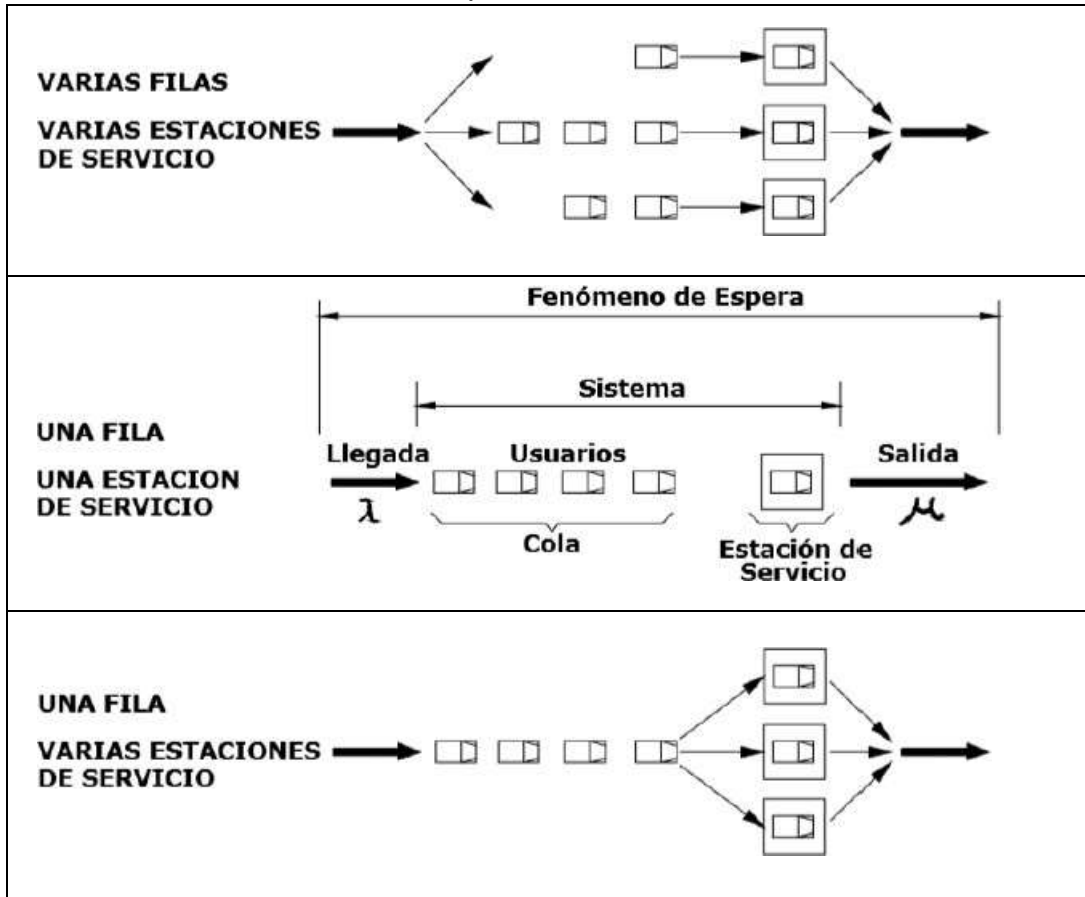 VARIAS FILAS
VARIAS ESTACIONES
DE SERVICIO
Fenómeno de Espera
Sistema
UNA FILA
UNA ESTACION
DE SERVICIO
Llegada
λ
Usuarios
Cola
Estación de
Servicio
Salida
μ
UNA FILA
VARIAS ESTACIONES
DE SERVICIO